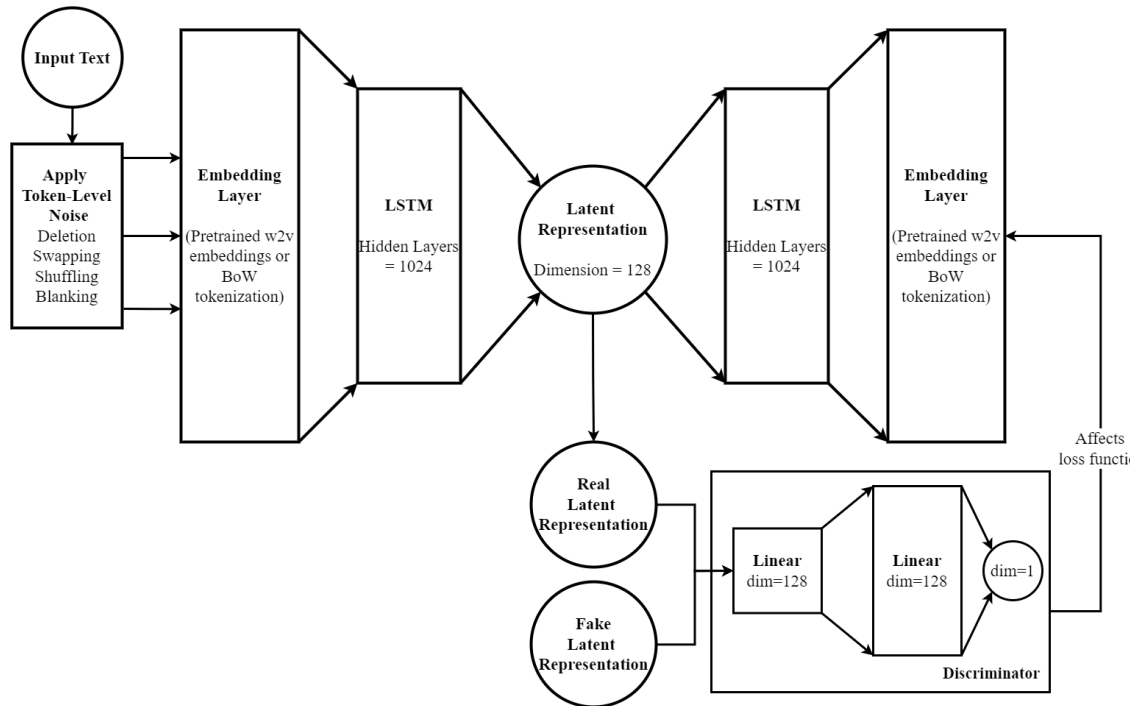 Input Text
Apply
Token-Level
Noise
Deletion
Swapping
Shuffling
Blanking
Embedding
Layer
(Pretrained w2v
embeddings or
BoW
tokenization)
LSTM
Hidden Layers
= 1024
Latent
Representation
Dimension = 128
LSTM
Hidden Layers
= 1024
Embedding
Layer
(Pretrained w2v
embeddings or
BoW
tokenization)
Real
Latent
Representation
Fake
Latent
Representation
Linear
dim=128
Linear
dim=128
dim=1
Discriminator
Affects
loss functi